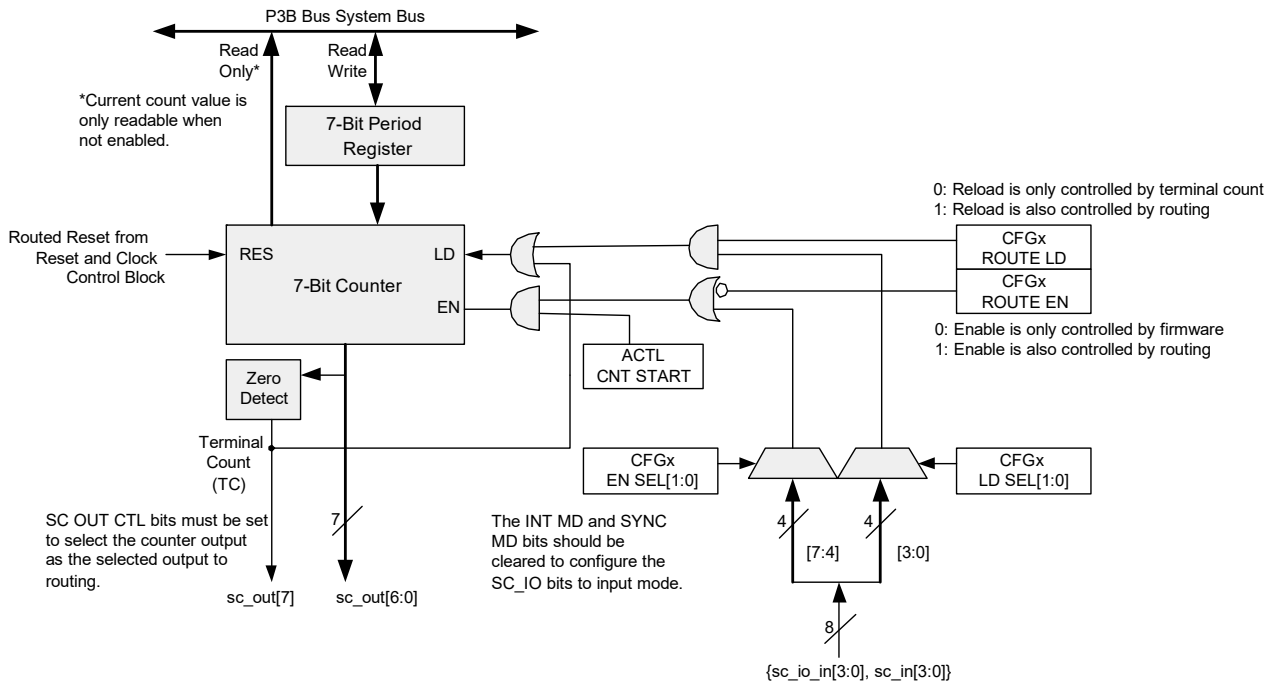 P3B Bus System Bus
Read
Only*
Read
Write
*Current count value is
only readable when
not enabled.
7-Bit Period
Register
0: Reload is only controlled by terminal count
1: Reload is also controlled by routing
Routed Reset from
Reset and Clock
Control Block
RES
LD
7-Bit Counter
EN
CFGx
ROUTE LD
CFGx
ROUTE EN
0: Enable is only controlled by firmware
1: Enable is also controlled by routing
ACTL
CNT START
Zero
Detect
Terminal
Count
(TC)
CFGx
EN SEL[1:0]
CFGx
LD SEL[1:0]
SC OUT CTL bits must be set
to select the counter output
as the selected output to
routing.
7
The INT MD and SYNC
MD bits should be
cleared to configure the
SC_IO bits to input mode.
4
4
[7:4]
[3:0]
sc_out[7]
sc_out[6:0]
8
{sc_io_in[3:0], sc_in[3:0]}